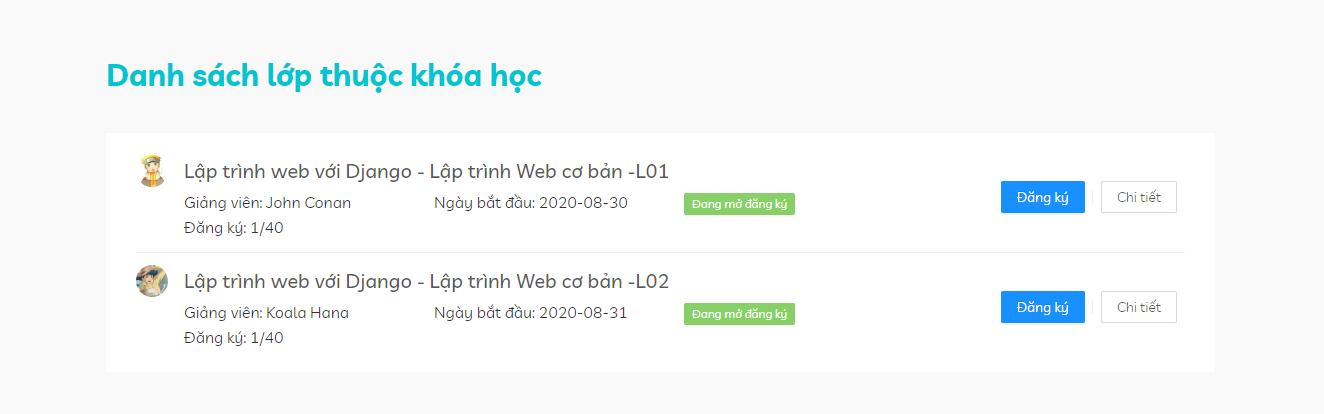 Danh sách lớp thuộc khóa học
Lập trình web với Django - Lập trình Web cơ bản -L01
Giảng viên: John Conan Ngày bắt đầu: 2020-08-30 Đang mở đăng ký Đăng ký Chi tiết
Đăng ký: 1/40
Lập trình web với Django - Lập trình Web cơ bản -L02
Giảng viên: Koala Hana Ngày bắt đầu: 2020-08-31 Đang mở đăng ký Đăng ký Chi tiết
Đăng ký: 1/40